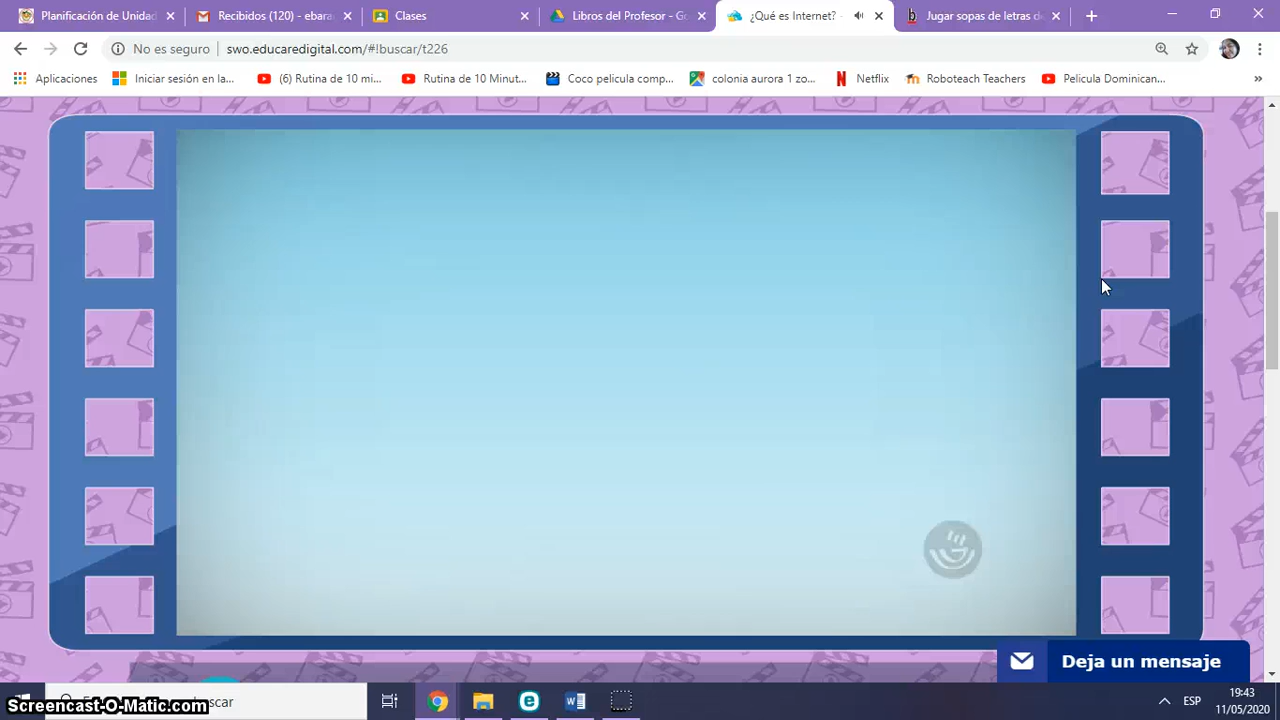 Planificación de Unidad
Recibidos (120) - ebara
Clases
Libros del Profesor - Go
¿Qué es Internet? -
Jugar sopas de letras de
No es seguro
swo.educaredigital.com/#!buscar/t226
Aplicaciones
Iniciar sesión en la...
(6) Rutina de 10 mi...
Rutina de 10 Minut...
Coco pelicula comp...
colonia aurora 1 zo...
Netflix
Roboteach Teachers
Pelicula Dominican...
»
Deja un mensaje
buscar
Screencast-O-Matic.com
ESP
19:43
11/05/2020